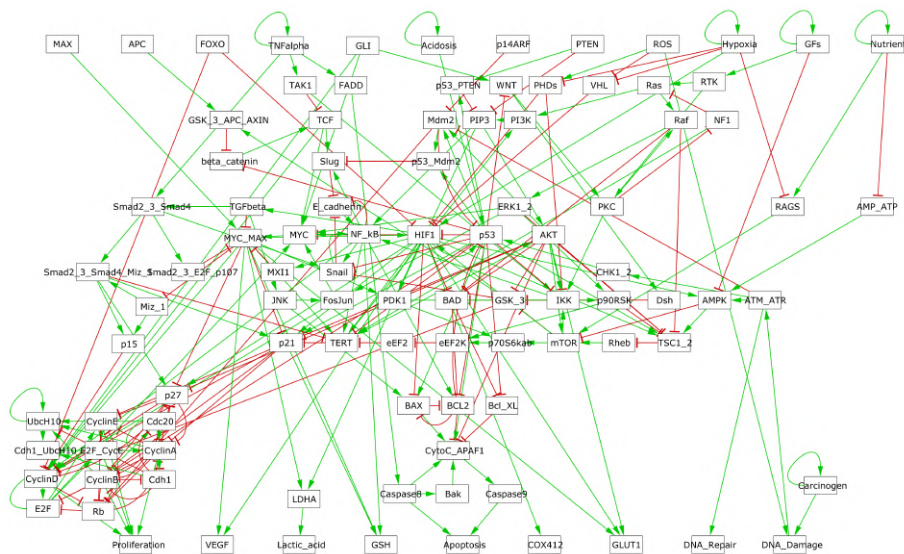 MAX APC FOXO TNFalpha GLI Acidosis p14ARF PTEN ROS Hypoxia GFs Nutrient
TAK1 FADD p53_PTEN WNT PHDs VHL Ras RTK
GSK_3_APC_AXIN TCF Mdm2 PIP3 PI3K Raf NF1
beta_catenin Slug p53_Mdm2
Smad2_3_Smad4 TGFbeta E_cadherin ERK1_2 PKC RAGS AMP_ATP
MYC_MAX MYC NF_kB HIF1 p53 AKT
Smad2_3_Smad4_Miz_1 Smad2_3_E2F_p107 MXI1 Snail CHK1_2
Miz_1 JNK FosJun PDK1 BAD GSK_3 IKK p90RSK Dsh AMPK ATM_ATR
p15 p21 TERT eEF2 eEF2K p70S6kab mTOR Rheb TSC1_2
p27
UbcH10 CyclinE Cdc20 BAX BCL2 Bcl_XL
Cdh1_UbcH10 E2F_CycE CyclinA CytoC_APAF1
CyclinD CyclinB Cdh1
E2F Rb LDHA Caspase8 Bak Caspase9 Carcinogen
Proliferation VEGF Lactic_acid GSH Apoptosis COX412 GLUT1 DNA_Repair DNA_Damage